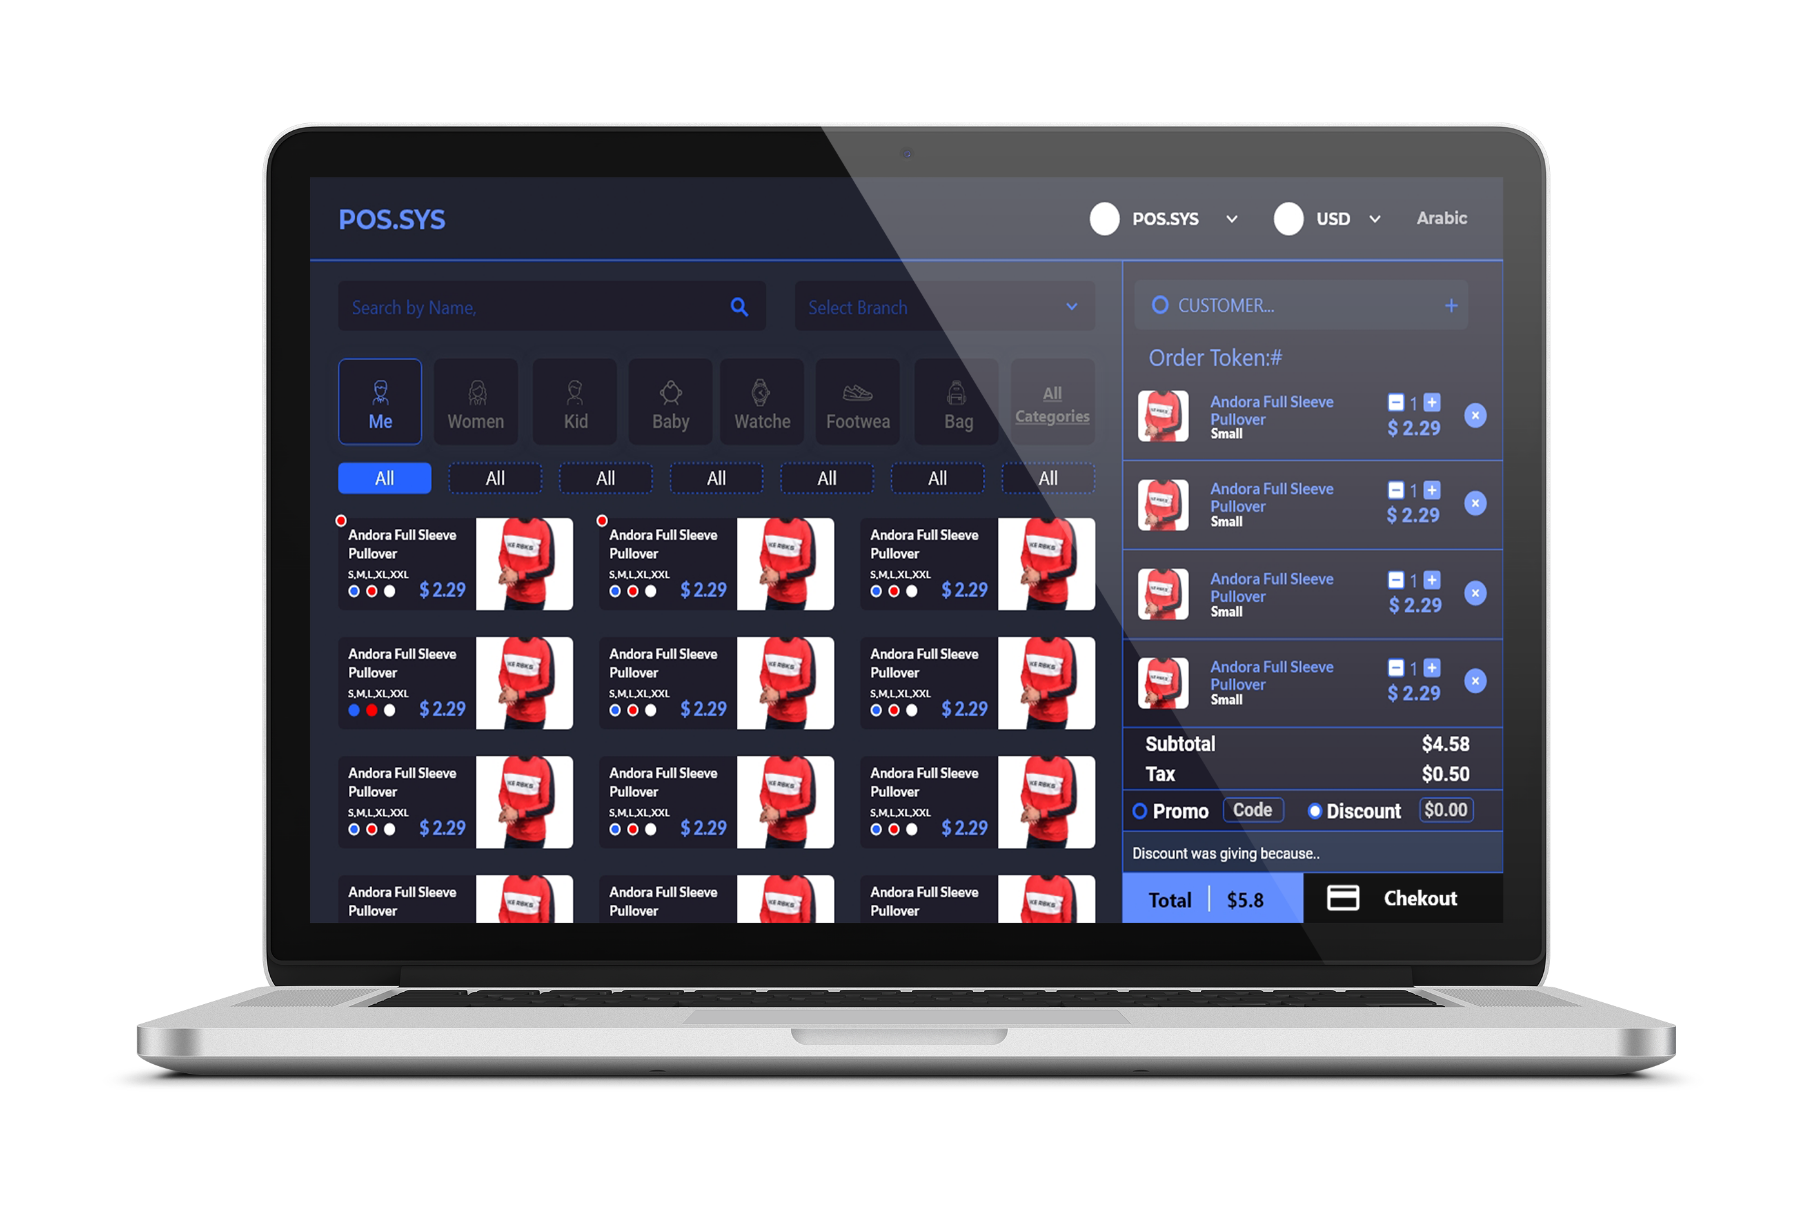 POS.SYS
POS.SYS
USD
Arabic
Search by Name,
Select Branch
Me
Women
Kid
Baby
Watche
Footwea
Bag
All
Categories
All
All
All
All
All
All
All
Andora Full Sleeve
Pullover
S,M,L,XL,XXL
$ 2.29
Andora Full Sleeve
Pullover
S,M,L,XL,XXL
$ 2.29
Andora Full Sleeve
Pullover
S,M,L,XL,XXL
$ 2.29
Andora Full Sleeve
Pullover
S,M,L,XL,XXL
$ 2.29
Andora Full Sleeve
Pullover
S,M,L,XL,XXL
$ 2.29
Andora Full Sleeve
Pullover
S,M,L,XL,XXL
$ 2.29
Andora Full Sleeve
Pullover
S,M,L,XL,XXL
$ 2.29
Andora Full Sleeve
Pullover
S,M,L,XL,XXL
$ 2.29
Andora Full Sleeve
Pullover
S,M,L,XL,XXL
$ 2.29
Andora Full Sleeve
Pullover
Andora Full Sleeve
Pullover
Andora Full Sleeve
Pullover
CUSTOMER...
+
Order Token:#
Andora Full Sleeve
Pullover
Small
- 1 +
$ 2.29
Andora Full Sleeve
Pullover
Small
- 1 +
$ 2.29
Andora Full Sleeve
Pullover
Small
- 1 +
$ 2.29
Andora Full Sleeve
Pullover
Small
- 1 +
$ 2.29
Subtotal $4.58
Tax $0.50
Promo Code Discount $0.00
Discount was giving because..
Total | $5.8
Chekout